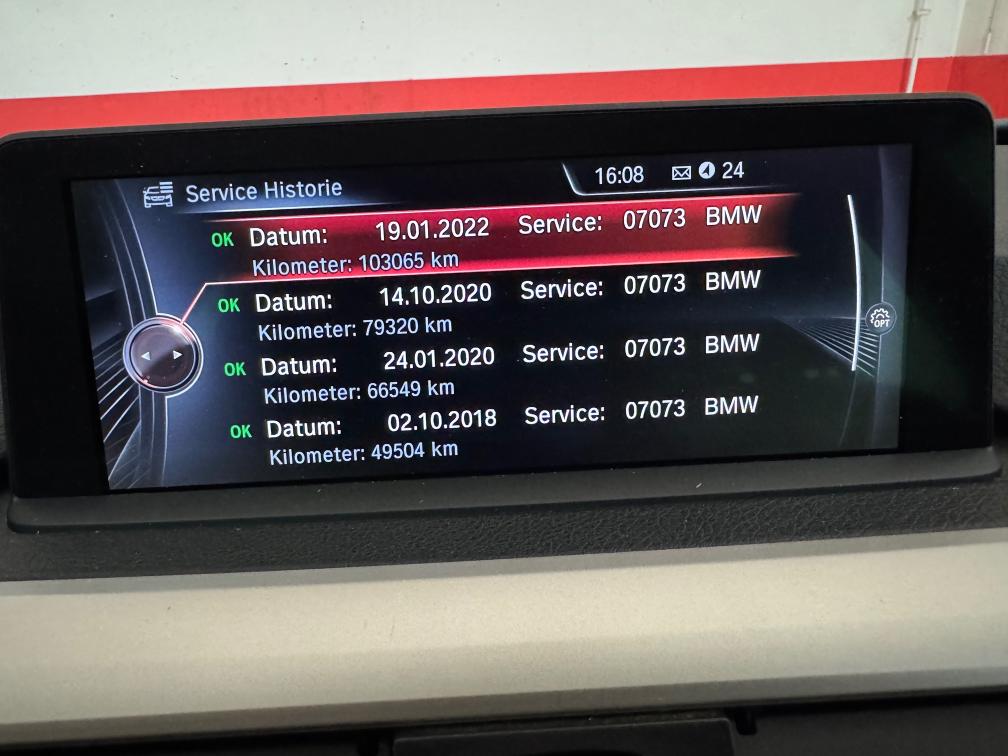 Service Historie
16:08 24
OK Datum: 19.01.2022 Service: 07073 BMW
Kilometer: 103065 km
OK Datum: 14.10.2020 Service: 07073 BMW
Kilometer: 79320 km
OK Datum: 24.01.2020 Service: 07073 BMW
Kilometer: 66549 km
OK Datum: 02.10.2018 Service: 07073 BMW
Kilometer: 49504 km
OPT